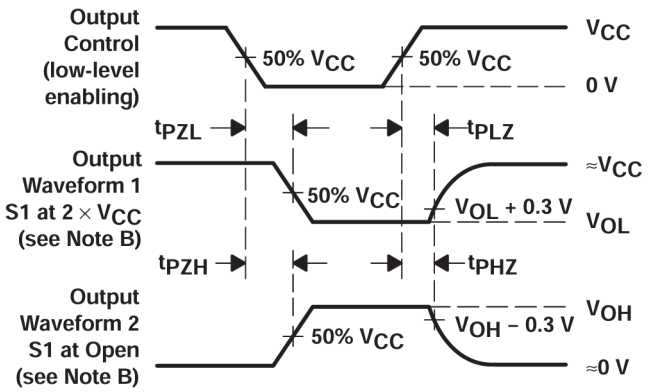 Output
Control
(low-level
enabling)
50% VCC
50% VCC
VCC
0 V
tPZL
tPLZ
Output
Waveform 1
S1 at 2 × VCC
(see Note B)
50% VCC
VOL + 0.3 V
≈VCC
VOL
tPZH
tPHZ
Output
Waveform 2
S1 at Open
(see Note B)
50% VCC
VOH − 0.3 V
VOH
≈0 V